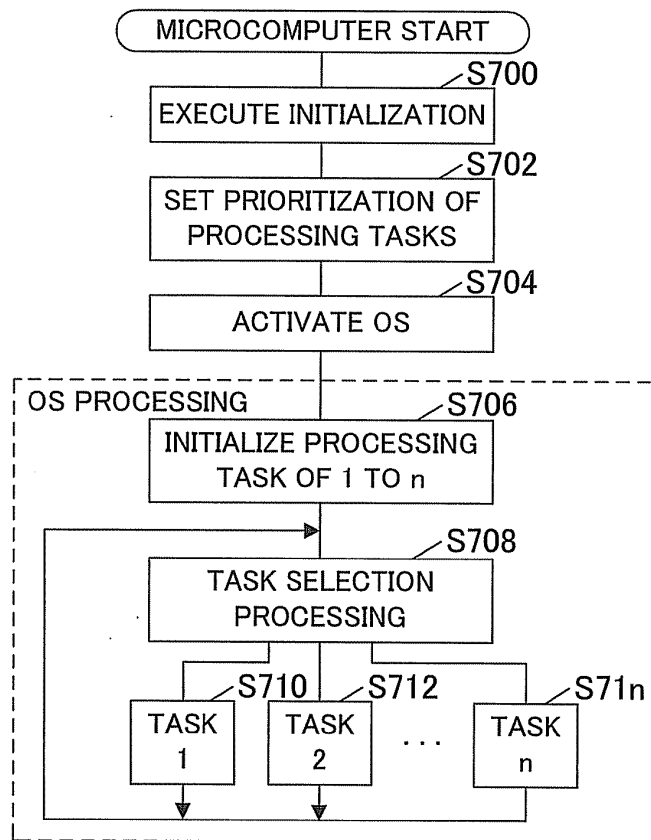 MICROCOMPUTER START
S700
EXECUTE INITIALIZATION
S702
SET PRIORITIZATION OF
PROCESSING TASKS
S704
ACTIVATE OS
OS PROCESSING
S706
INITIALIZE PROCESSING
TASK OF 1 TO n
S708
TASK SELECTION
PROCESSING
S710
TASK
1
S712
TASK
2
...
S71n
TASK
n